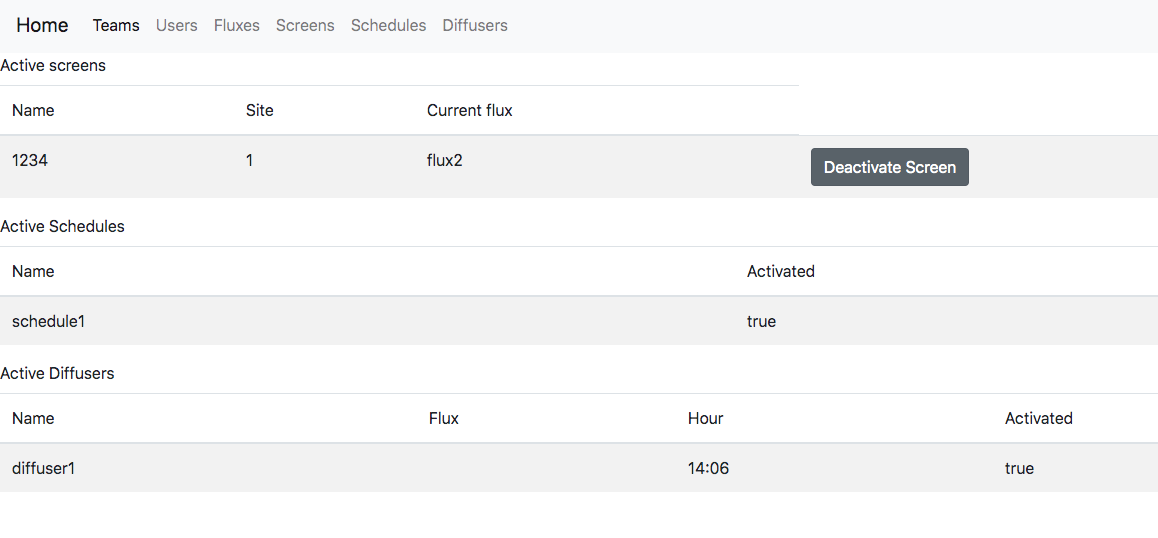 Home Teams Users Fluxes Screens Schedules Diffusers
Active screens
Name Site Current flux
1234 1 flux2 Deactivate Screen
Active Schedules
Name Activated
schedule1 true
Active Diffusers
Name Flux Hour Activated
diffuser1 14:06 true